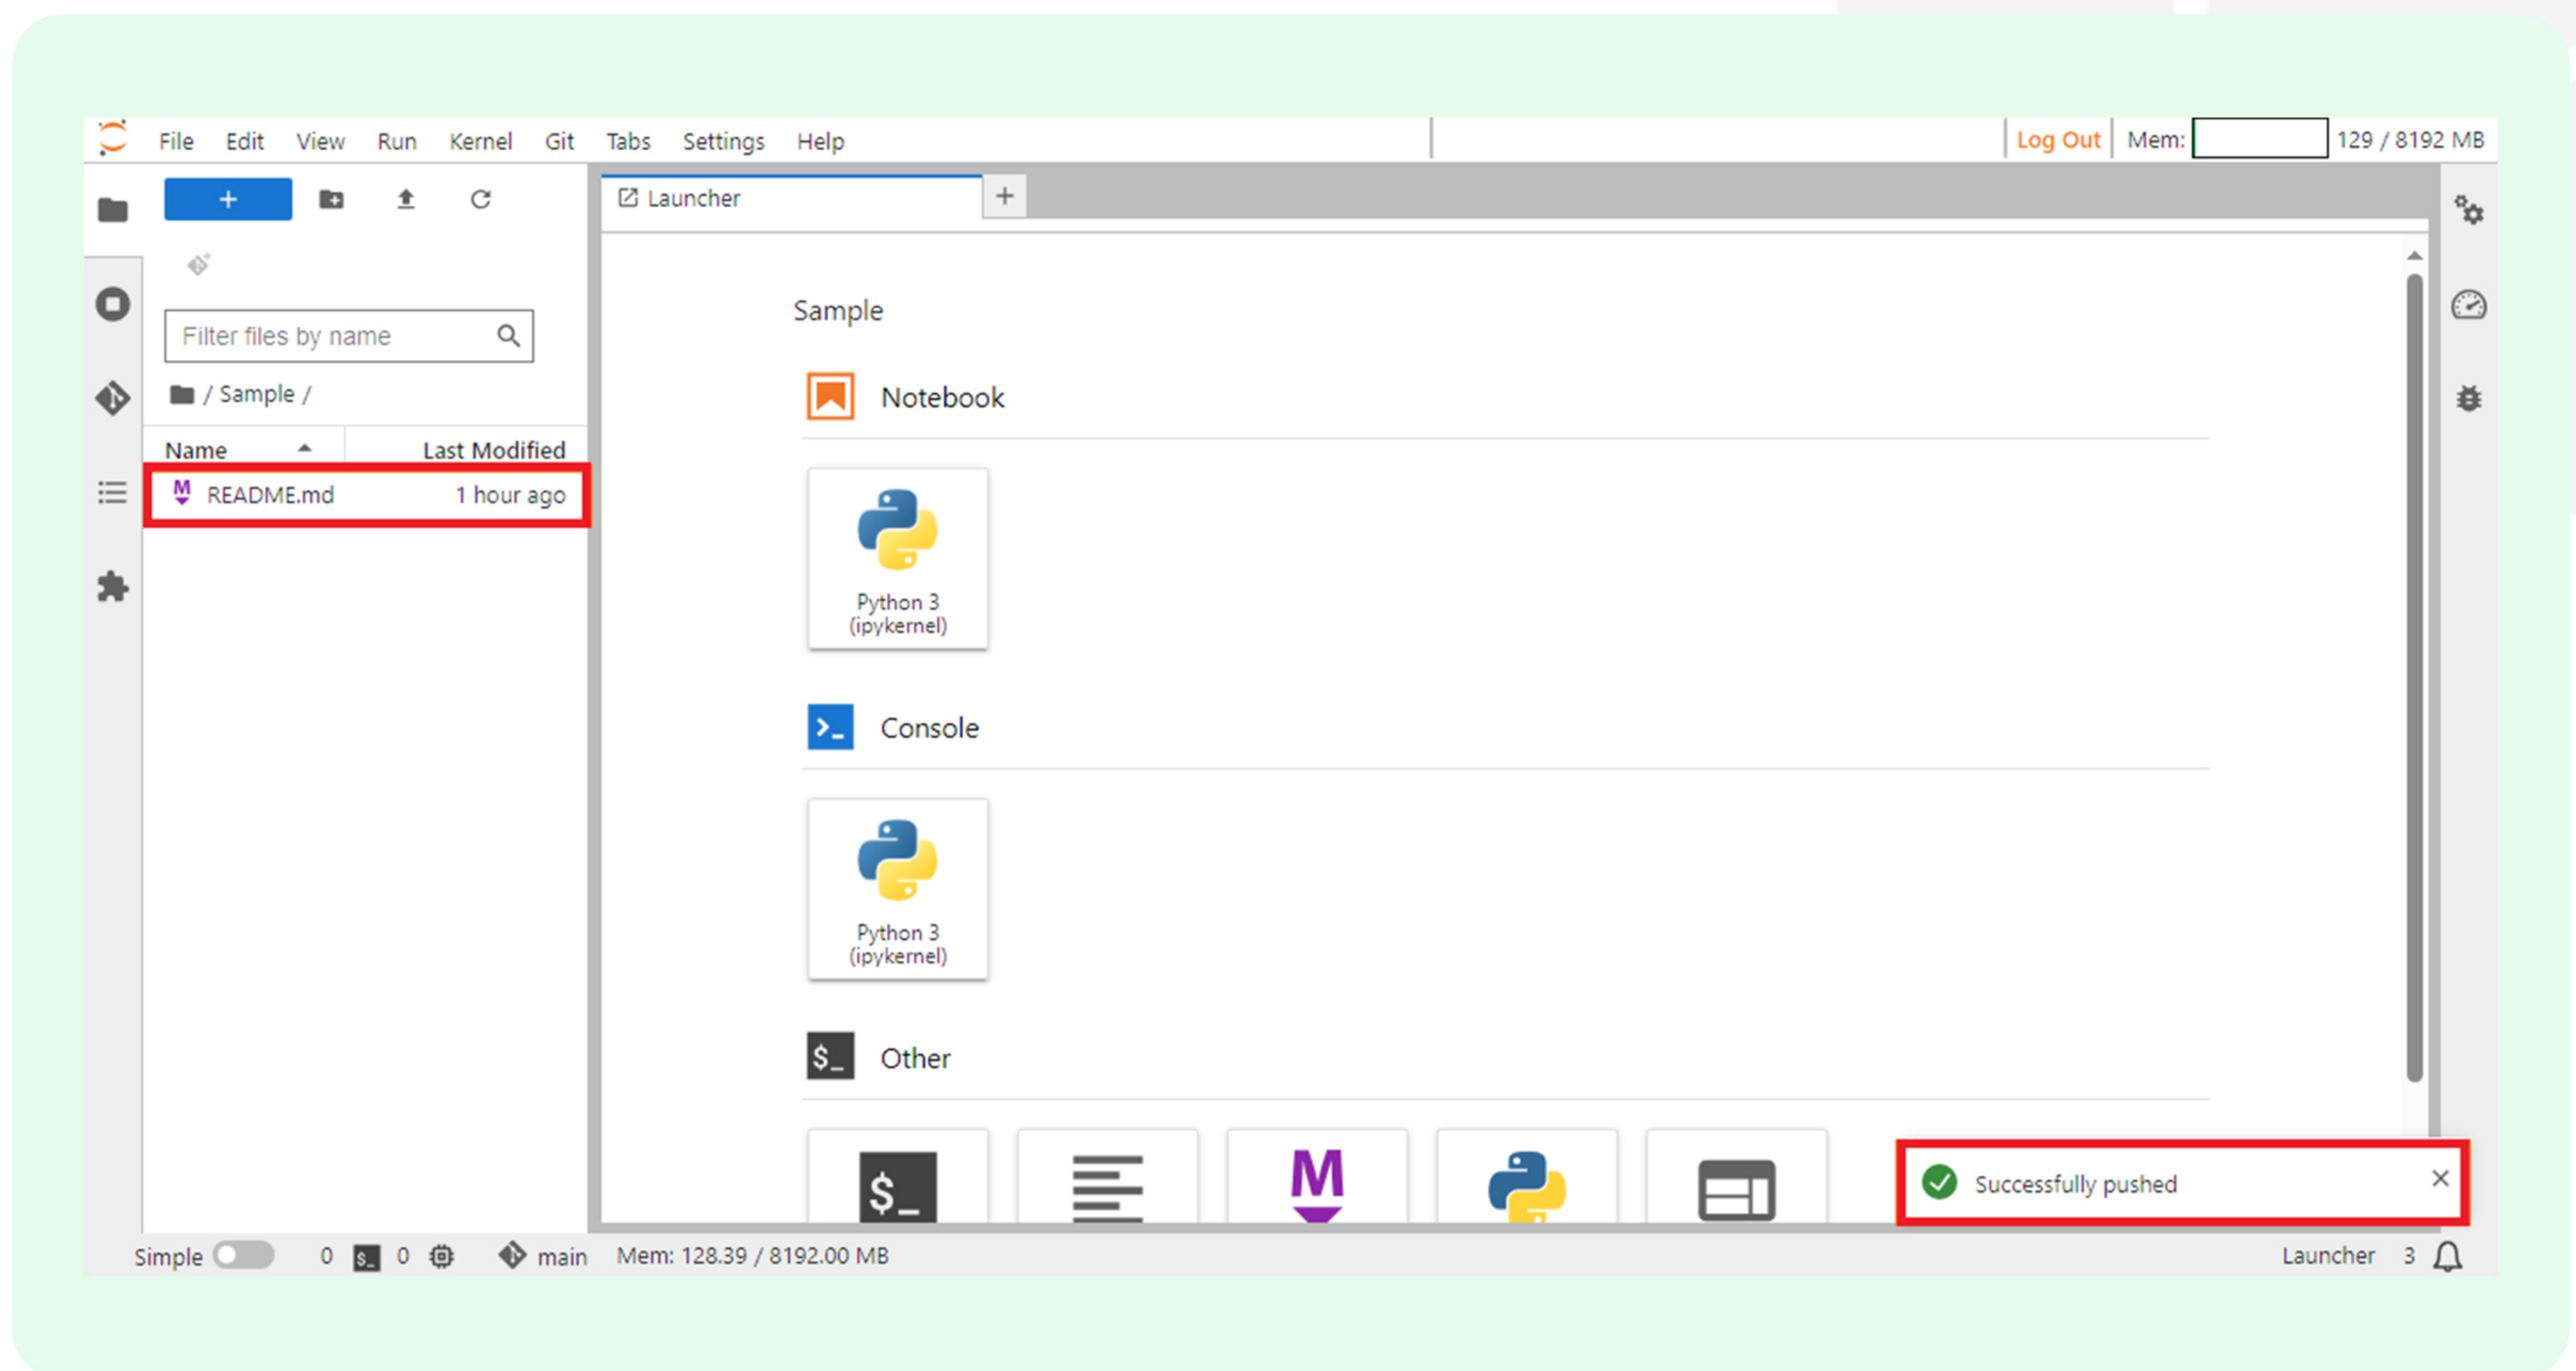 File Edit View Run Kernel Git Tabs Settings Help
Log Out Mem: 129 / 8192 MB
+
Launcher +
Filter files by name
/ Sample /
Name Last Modified
README.md 1 hour ago
Sample
Notebook
Python 3
(ipykernel)
Console
Python 3
(ipykernel)
$_ Other
$_ M
Successfully pushed
Simple 0 $_ 0 main Mem: 128.39 / 8192.00 MB Launcher 3